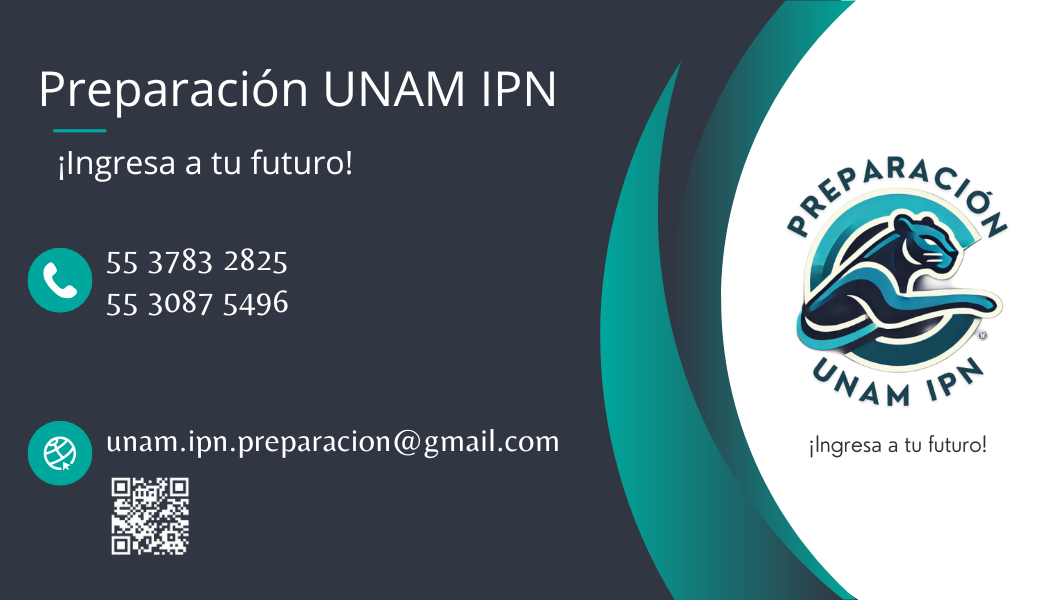 Preparación UNAM IPN
¡Ingresa a tu futuro!
55 3783 2825
55 3087 5496
unam.ipn.preparacion@gmail.com
PREPARACIÓN
UNAM IPN
¡Ingresa a tu futuro!